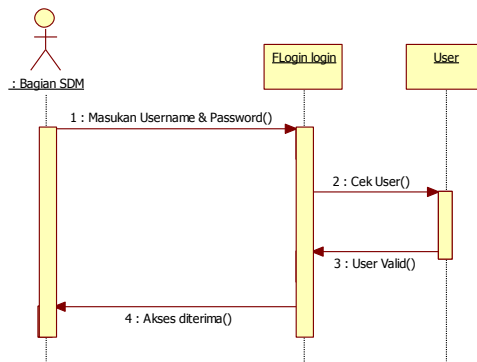 : Bagian SDM
FLogin login
User
1 : Masukan Username & Password()
2 : Cek User()
3 : User Valid()
4 : Akses diterima()